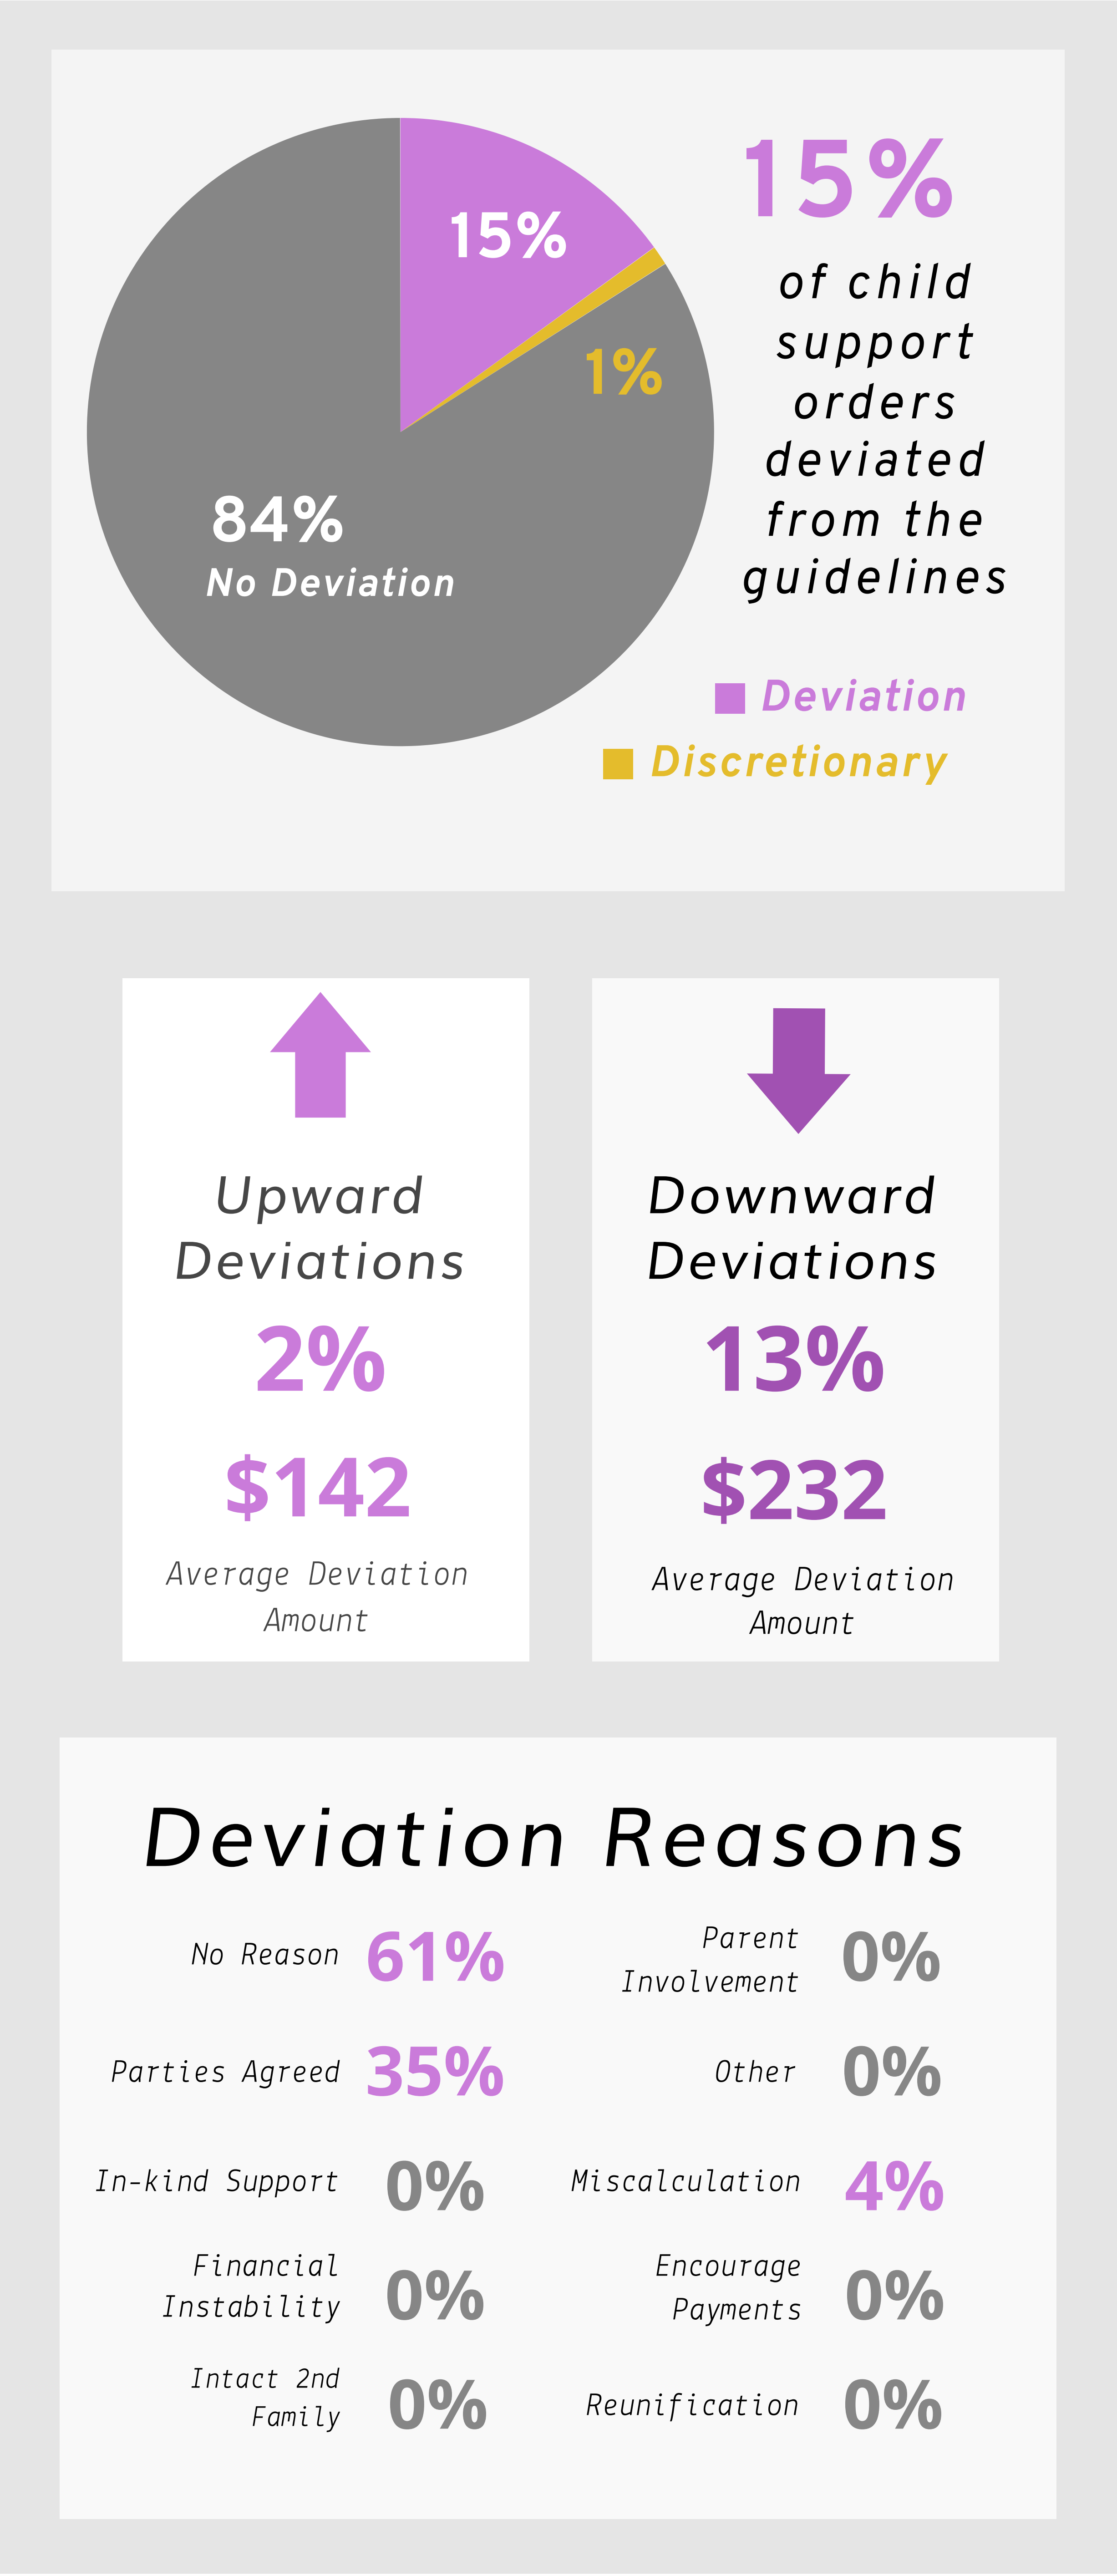 15%
of child
support
orders
deviated
from the
guidelines
15%
1%
84%
No Deviation
Deviation
Discretionary
Upward
Deviations
2%
$142
Average Deviation
Amount
Downward
Deviations
13%
$232
Average Deviation
Amount
Deviation Reasons
No Reason 61%
Parties Agreed 35%
In-kind Support 0%
Financial
Instability 0%
Intact 2nd
Family 0%
Parent
Involvement 0%
Other 0%
Miscalculation 4%
Encourage
Payments 0%
Reunification 0%